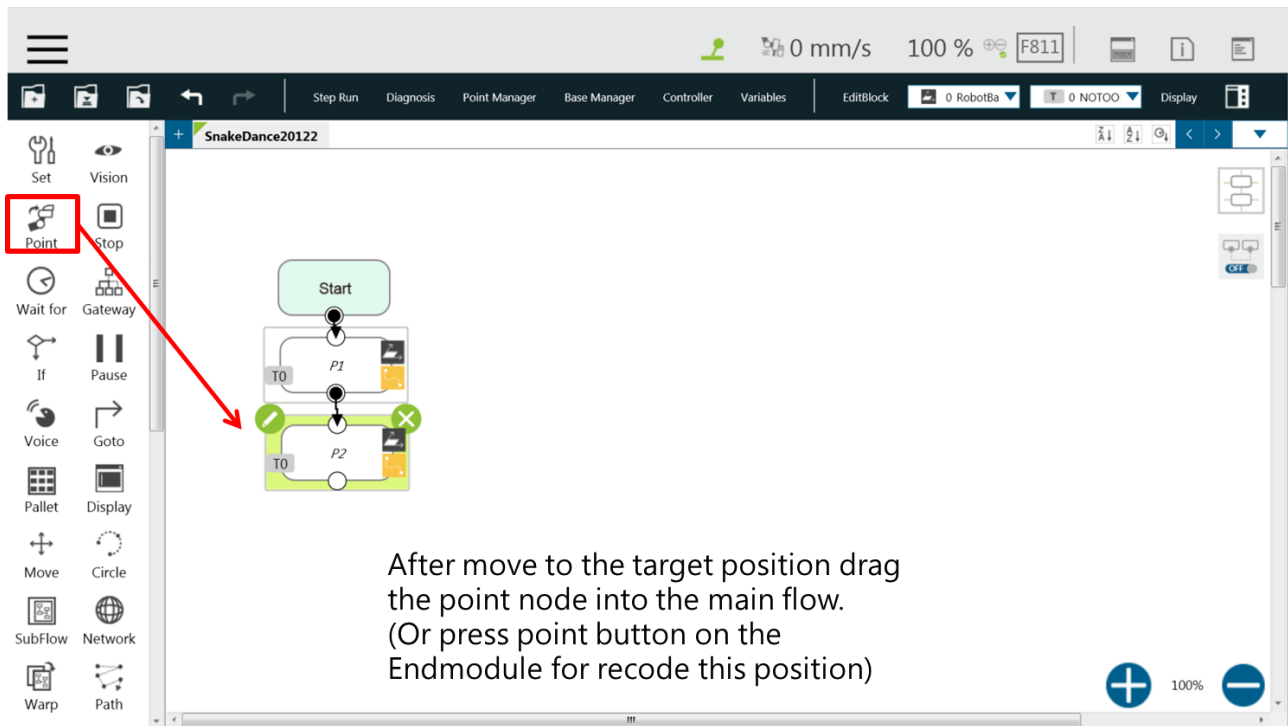 0 mm/s 100 % F811
Step Run Diagnosis Point Manager Base Manager Controller Variables EditBlock 0 RobotBa T 0 NOTOO Display
+ SnakeDance20122
Set Vision
Point Stop
Wait for Gateway
If Pause
Voice Goto
Pallet Display
Move Circle
SubFlow Network
Warp Path
OFF
Start
P1
T0
P2
T0
After move to the target position drag
the point node into the main flow.
(Or press point button on the
Endmodule for recode this position)
100%